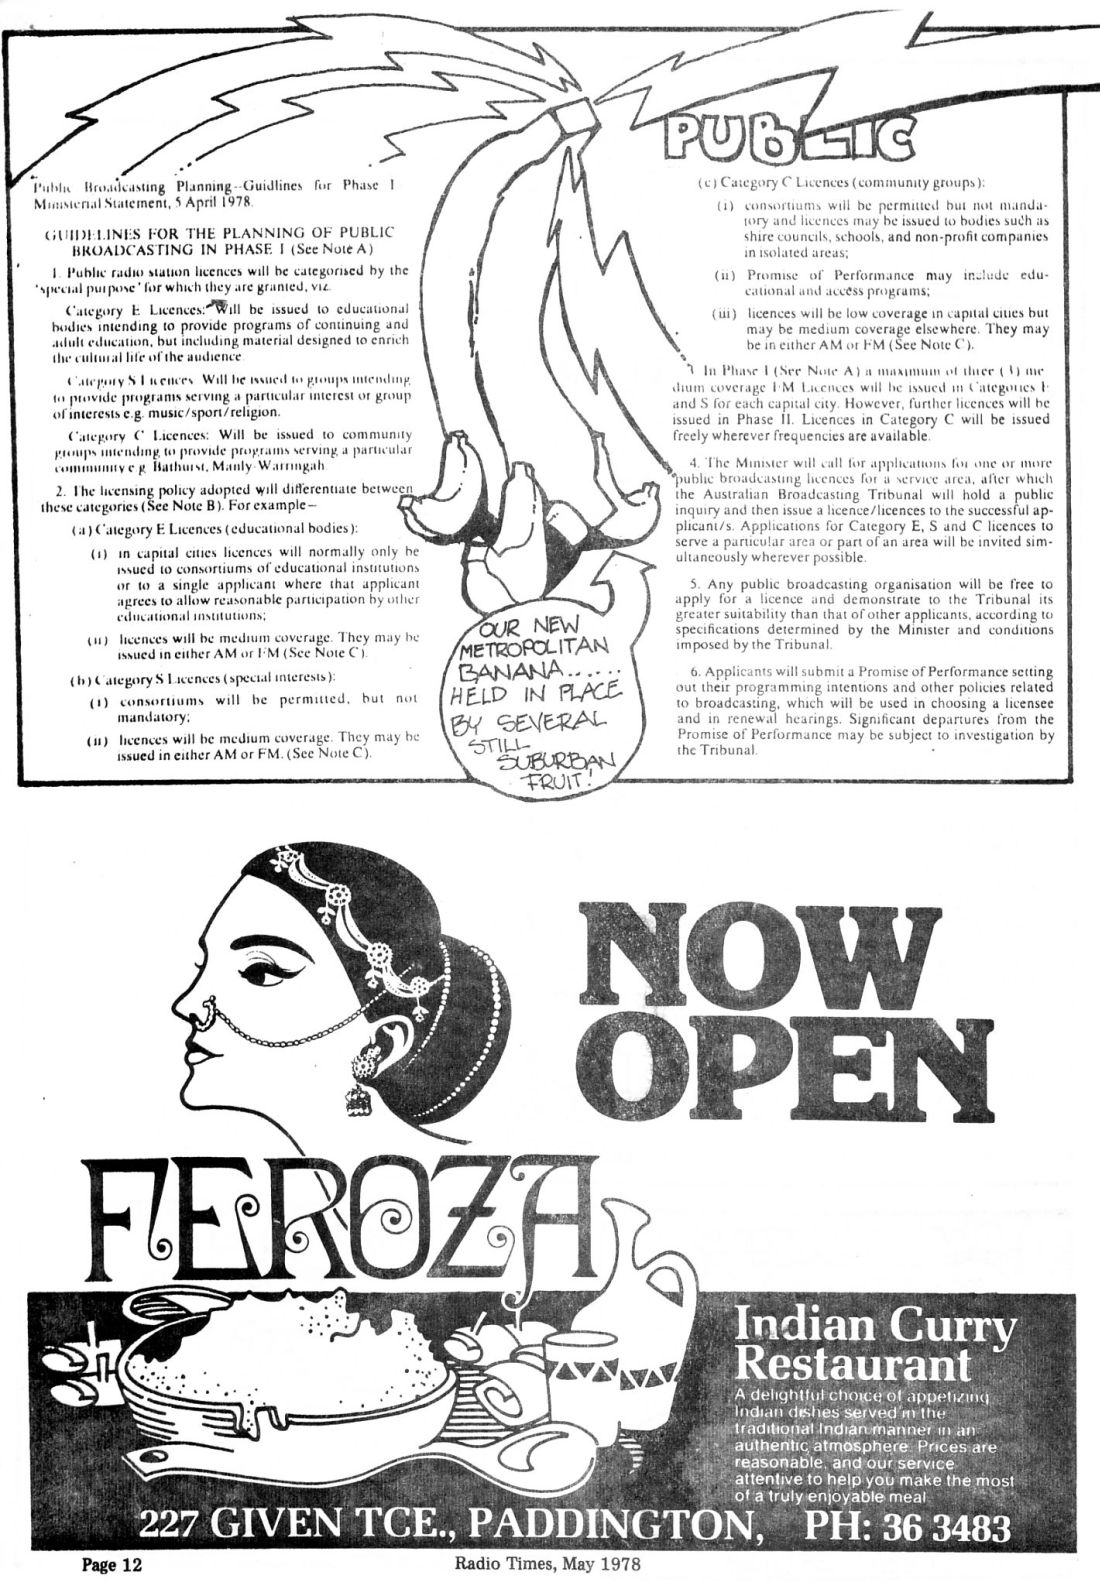 PUBLIC
Public Broadcasting Planning--Guidlines for Phase I
Ministerial Statement, 5 April 1978.
GUIDELINES FOR THE PLANNING OF PUBLIC
BROADCASTING IN PHASE I (See Note A)
1. Public radio station licences will be categorised by the
'special purpose' for which they are granted, viz.
Category E Licences: Will be issued to educational
bodies intending to provide programs of continuing and
adult education, but including material designed to enrich
the cultural life of the audience
Category S Licences Will be issued to groups intending
to provide programs serving a particular interest or group
of interests e.g. music/sport/religion.
Category C Licences: Will be issued to community
groups intending to provide programs serving a particular
community e.g. Bathurst, Manly-Warringah
2. The licensing policy adopted will differentiate between
these categories (See Note B). For example—
(a) Category E Licences (educational bodies):
(i) in capital cities licences will normally only be
issued to consortiums of educational institutions
or to a single applicant where that applicant
agrees to allow reasonable participation by other
educational institutions;
(ii) licences will be medium coverage. They may be
issued in either AM or FM (See Note C).
(b) Category S Licences (special interests):
(i) consortiums will be permitted, but not
mandatory;
(ii) licences will be medium coverage. They may be
issued in either AM or FM. (See Note C).
(c) Category C Licences (community groups):
(i) consortiums will be permitted but not manda-
tory and licences may be issued to bodies such as
shire councils, schools, and non-profit companies
in isolated areas;
(ii) Promise of Performance may include edu-
cational and access programs;
(iii) licences will be low coverage in capital cities but
may be medium coverage elsewhere. They may
be in either AM or FM (See Note C).
3 In Phase I (See Note A) a maximum of three (3) me
dium coverage FM Licences will be issued in Categories E
and S for each capital city. However, further licences will be
issued in Phase II. Licences in Category C will be issued
freely wherever frequencies are available.
4. The Minister will call for applications for one or more
public broadcasting licences for a service area, after which
the Australian Broadcasting Tribunal will hold a public
inquiry and then issue a licence/licences to the successful ap-
plicant/s. Applications for Category E, S and C licences to
serve a particular area or part of an area will be invited sim-
ultaneously wherever possible.
5. Any public broadcasting organisation will be free to
apply for a licence and demonstrate to the Tribunal its
greater suitability than that of other applicants, according to
specifications determined by the Minister and conditions
imposed by the Tribunal.
6. Applicants will submit a Promise of Performance setting
out their programming intentions and other policies related
to broadcasting, which will be used in choosing a licensee
and in renewal hearings. Significant departures from the
Promise of Performance may be subject to investigation by
the Tribunal.
OUR NEW
METROPOLITAN
BANANA......
HELD IN PLACE
BY SEVERAL
STILL
SUBURBAN
FRUIT!
NOW
OPEN
FEROZA
Indian Curry
Restaurant
A delightful choice of appetizing
Indian dishes served in the
traditional Indian manner in an
authentic atmosphere. Prices are
reasonable, and our service
attentive to help you make the most
of a truly enjoyable meal
227 GIVEN TCE., PADDINGTON, PH: 36 3483
Page 12
Radio Times, May 1978